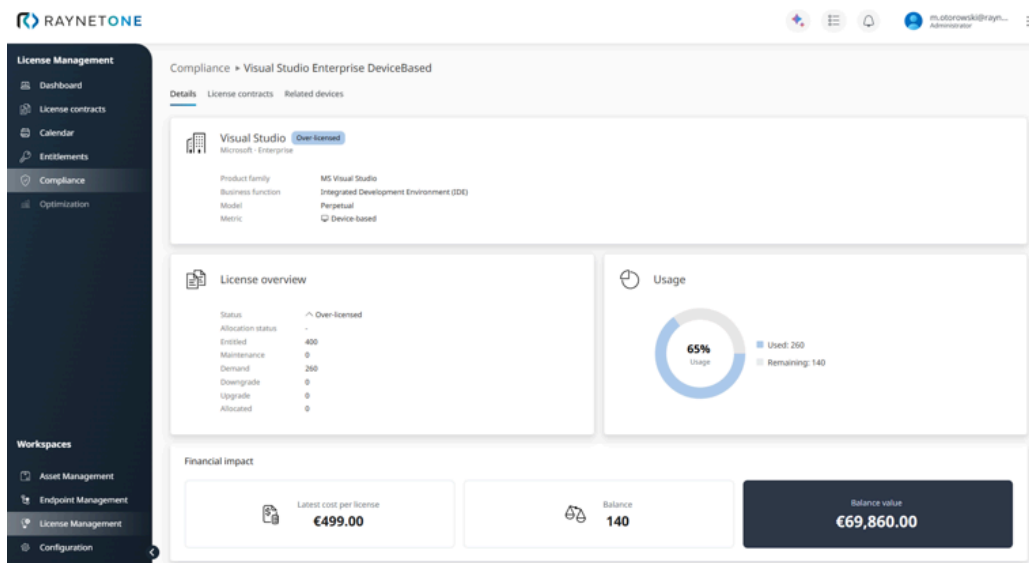 RAYNETONE
m.otorowski@rayn...
Administrator
License Management
Dashboard
License contracts
Calendar
Entitlements
Compliance
Optimization
Workspaces
Asset Management
Endpoint Management
License Management
Configuration
Compliance ▸ Visual Studio Enterprise DeviceBased
Details License contracts Related devices
Visual Studio Over-licensed
Microsoft - Enterprise
Product family MS Visual Studio
Business function Integrated Development Environment (IDE)
Model Perpetual
Metric Device-based
License overview
Status Over-licensed
Allocation status -
Entitled 400
Maintenance 0
Demand 260
Downgrade 0
Upgrade 0
Allocated 0
Usage
65%
Usage
Used: 260
Remaining: 140
Financial impact
Latest cost per license
€499.00
Balance
140
Balance value
€69,860.00